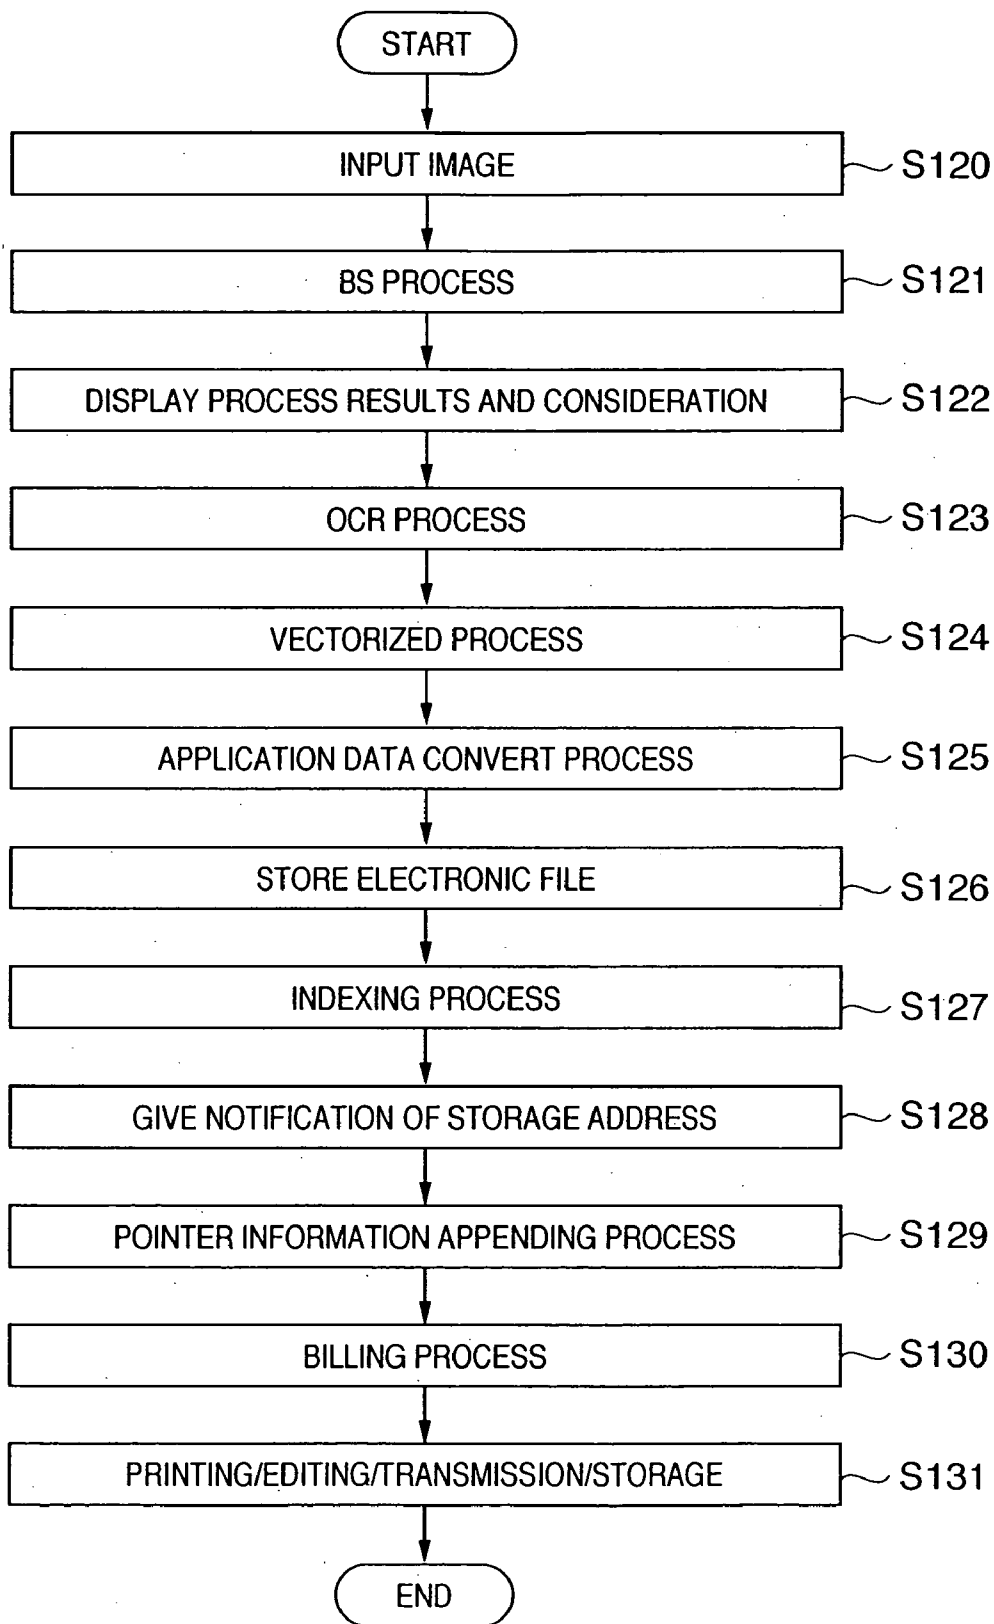 START
INPUT IMAGE S120
BS PROCESS S121
DISPLAY PROCESS RESULTS AND CONSIDERATION S122
OCR PROCESS S123
VECTORIZED PROCESS S124
APPLICATION DATA CONVERT PROCESS S125
STORE ELECTRONIC FILE S126
INDEXING PROCESS S127
GIVE NOTIFICATION OF STORAGE ADDRESS S128
POINTER INFORMATION APPENDING PROCESS S129
BILLING PROCESS S130
PRINTING/EDITING/TRANSMISSION/STORAGE S131
END